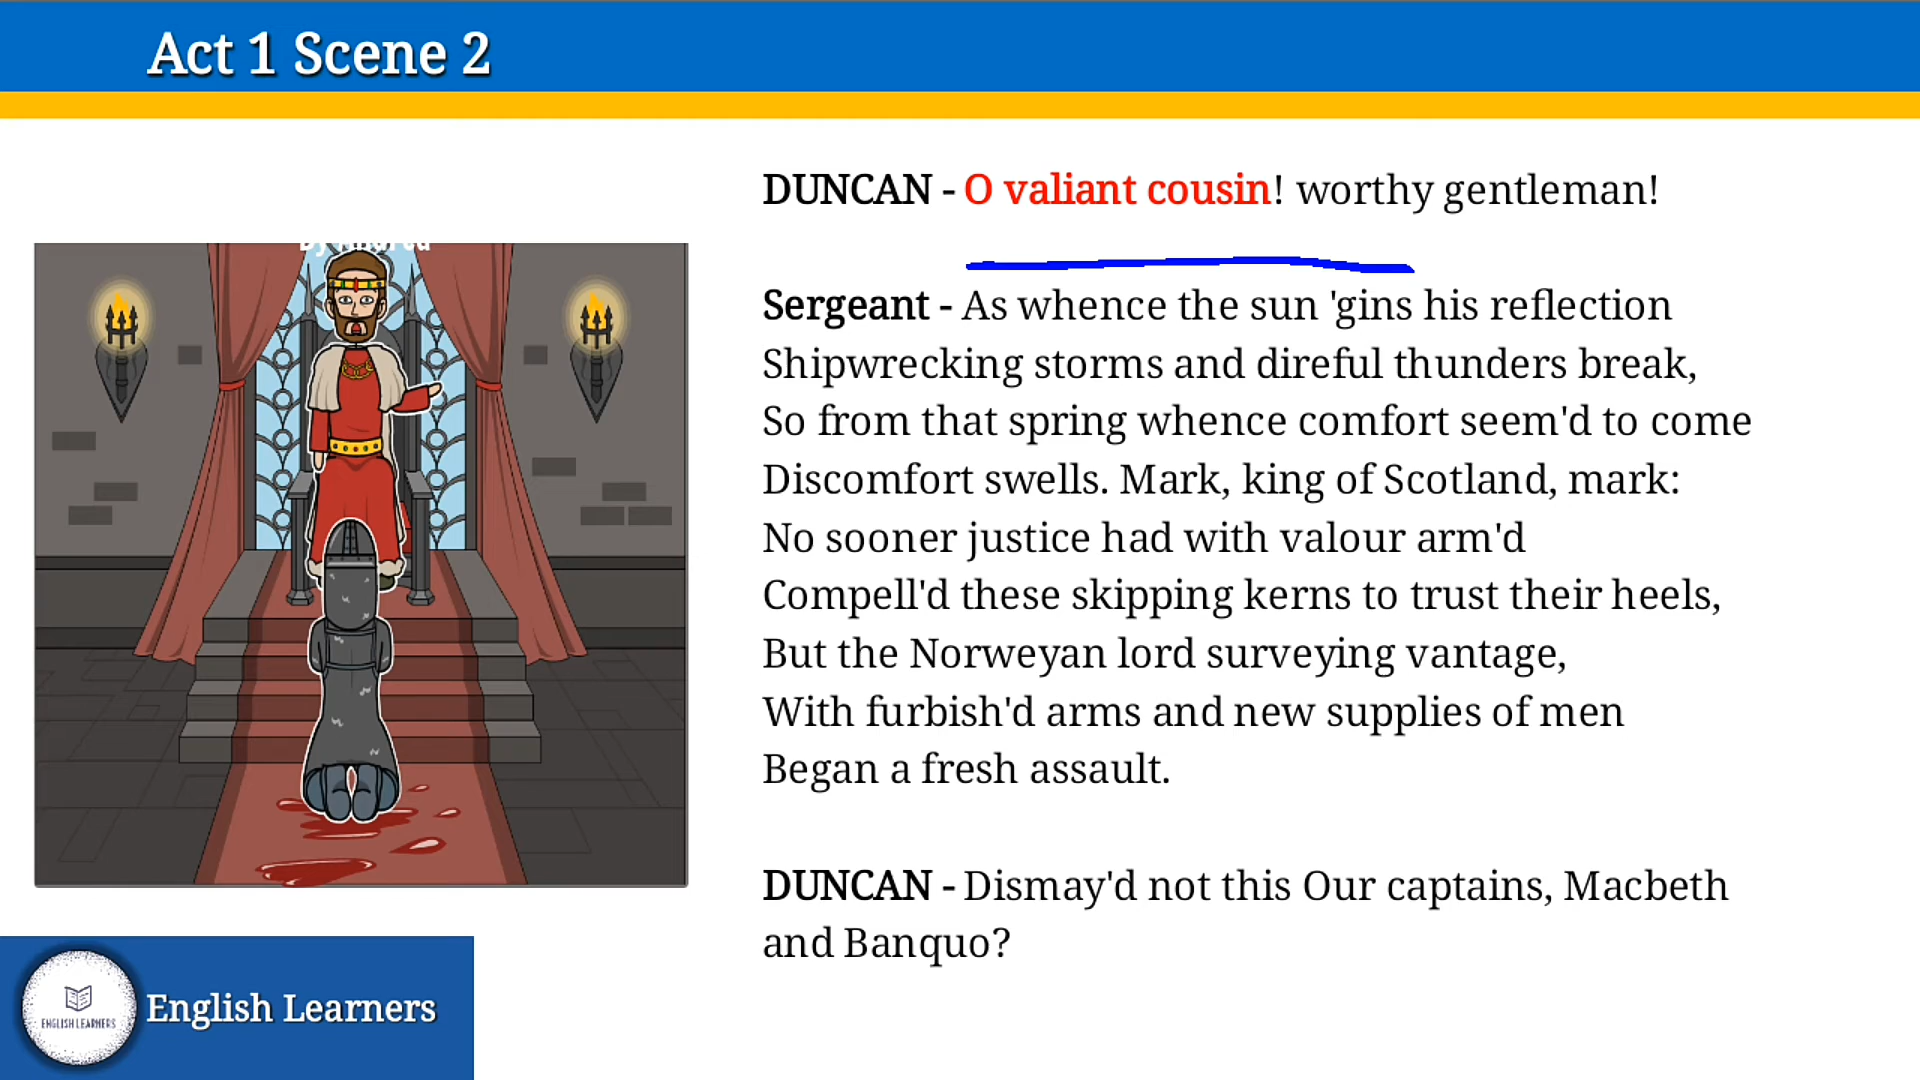 Act 1 Scene 2
DUNCAN - O valiant cousin! worthy gentleman!
Sergeant - As whence the sun 'gins his reflection
Shipwrecking storms and direful thunders break,
So from that spring whence comfort seem'd to come
Discomfort swells. Mark, king of Scotland, mark:
No sooner justice had with valour arm'd
Compell'd these skipping kerns to trust their heels,
But the Norweyan lord surveying vantage,
With furbish'd arms and new supplies of men
Began a fresh assault.
DUNCAN - Dismay'd not this Our captains, Macbeth
and Banquo?
ENGLISH LEARNERS
English Learners